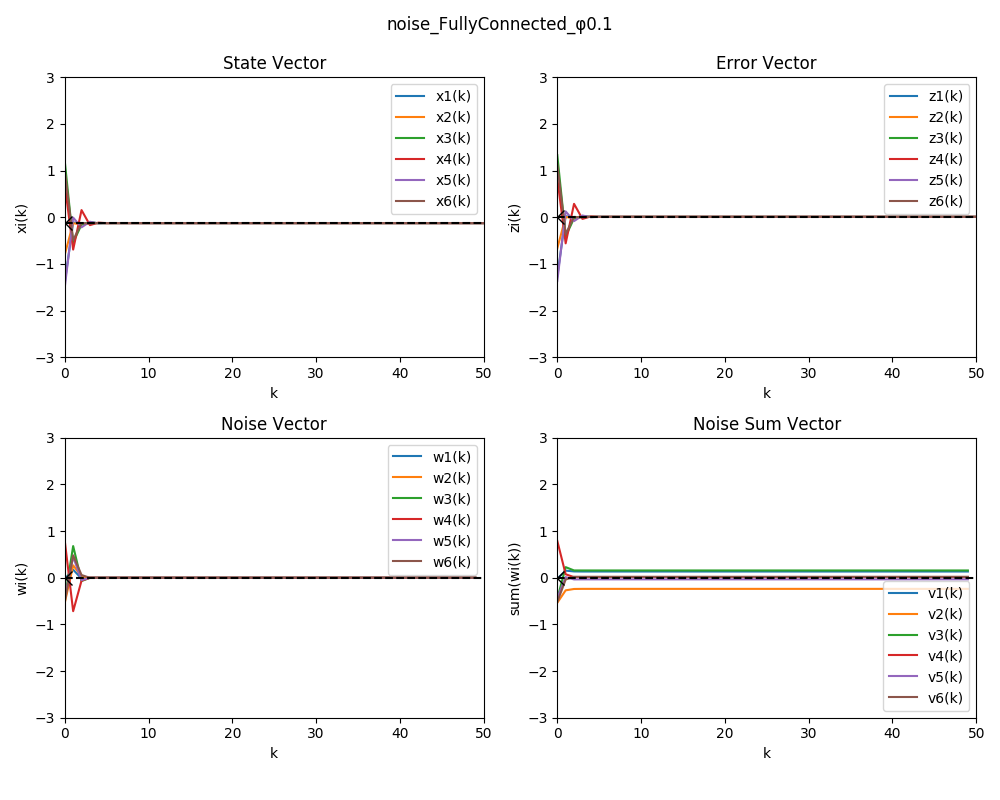 noise_FullyConnected_φ0.1
State Vector
3
2
1
0
−1
−2
−3
xi(k)
0 10 20 30 40 50
k
x1(k)
x2(k)
x3(k)
x4(k)
x5(k)
x6(k)
Error Vector
3
2
1
0
−1
−2
−3
zi(k)
0 10 20 30 40 50
k
z1(k)
z2(k)
z3(k)
z4(k)
z5(k)
z6(k)
Noise Vector
3
2
1
0
−1
−2
−3
wi(k)
0 10 20 30 40 50
k
w1(k)
w2(k)
w3(k)
w4(k)
w5(k)
w6(k)
Noise Sum Vector
3
2
1
0
−1
−2
−3
sum(wi(k))
0 10 20 30 40 50
k
v1(k)
v2(k)
v3(k)
v4(k)
v5(k)
v6(k)